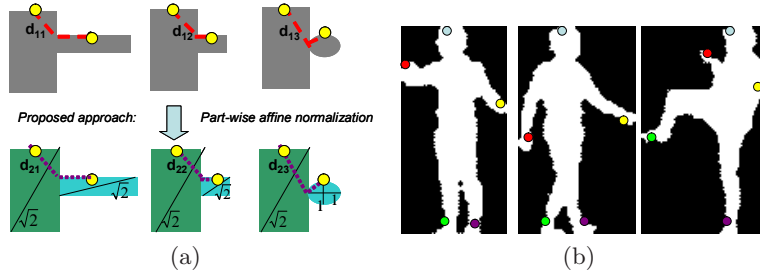 d11 d12 d13
Proposed approach: Part-wise affine normalization
d21 d22 d23
√2 √2 √2
√2 √2 1 1
(a) (b)